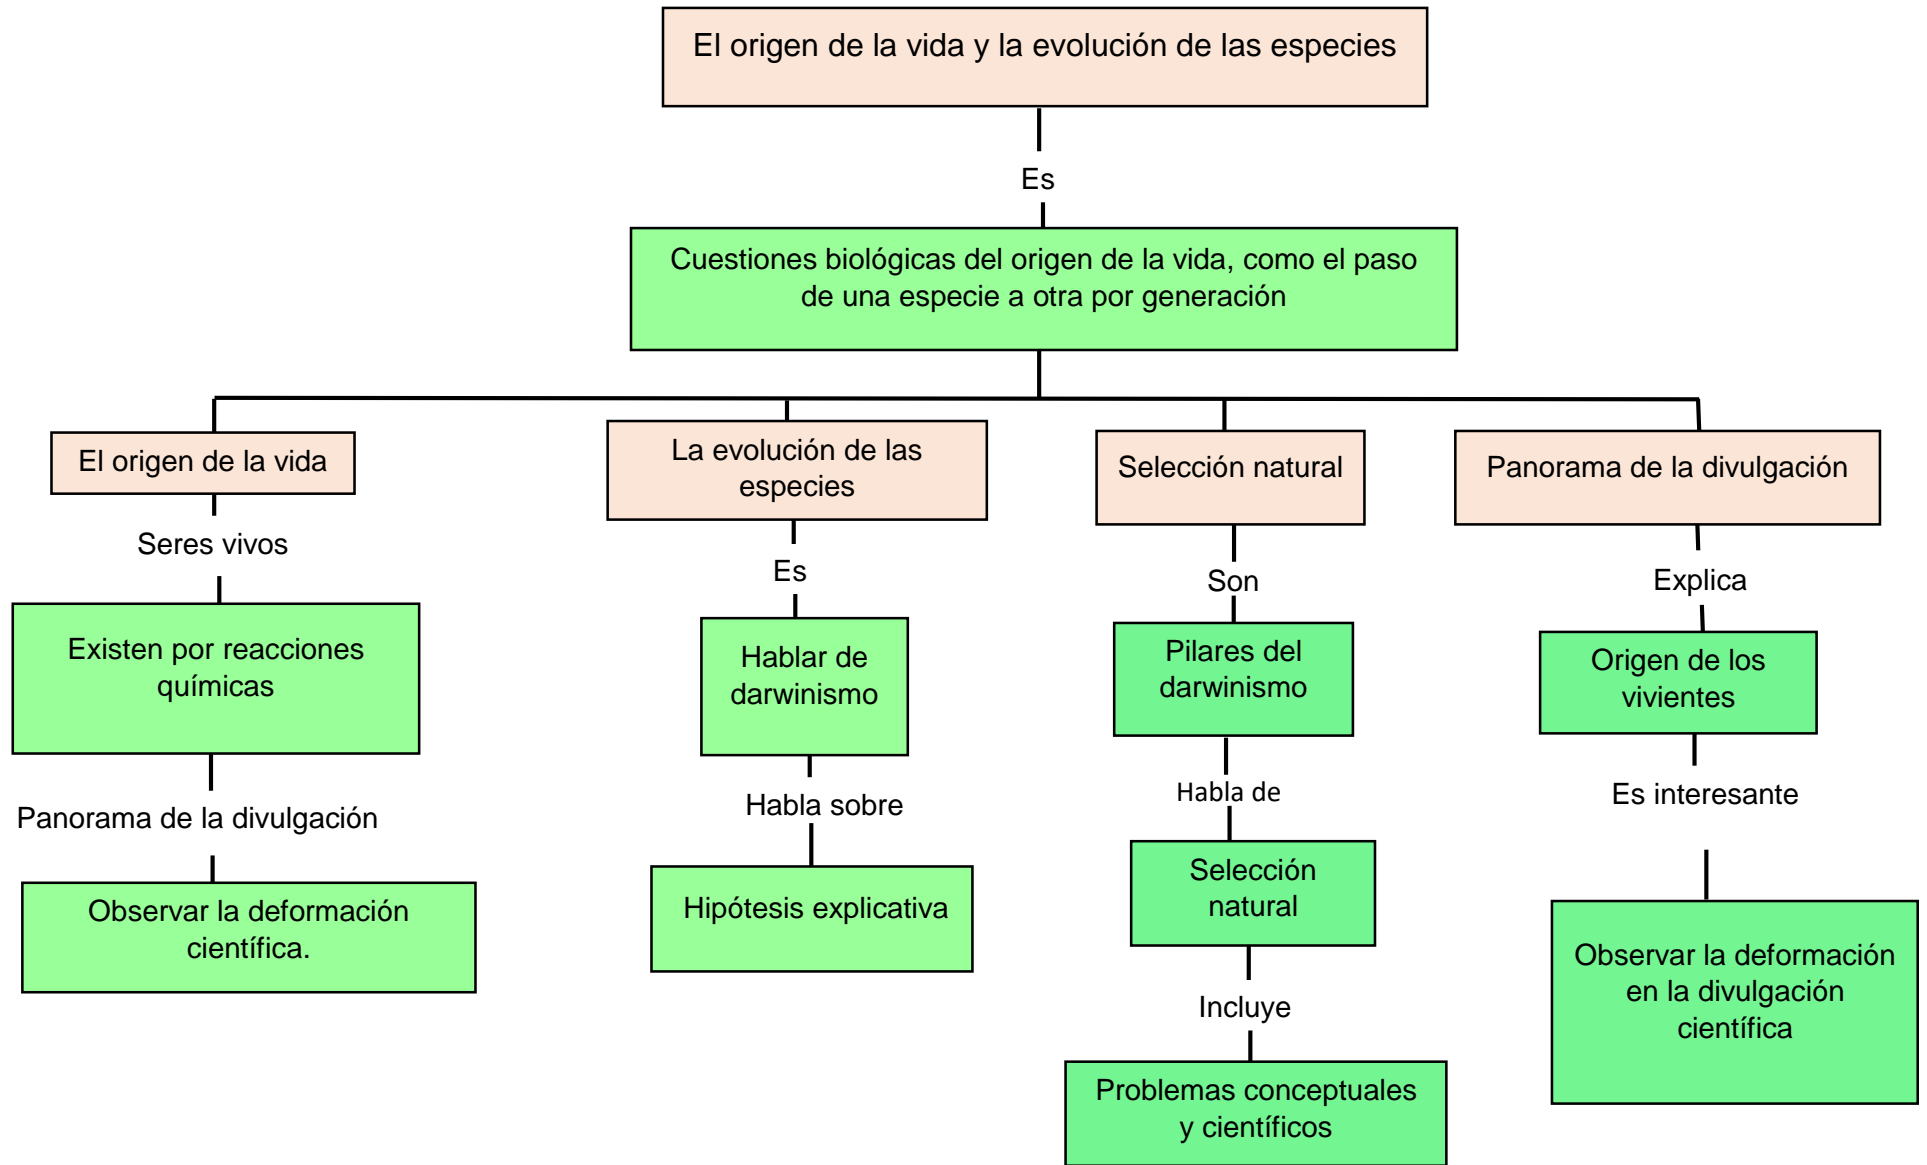 El origen de la vida y la evolución de las especies
Es
Cuestiones biológicas del origen de la vida, como el paso
de una especie a otra por generación
El origen de la vida
Seres vivos
Existen por reacciones
químicas
Panorama de la divulgación
Observar la deformación
científica.
La evolución de las
especies
Es
Hablar de
darwinismo
Habla sobre
Hipótesis explicativa
Selección natural
Son
Pilares del
darwinismo
Habla de
Selección
natural
Incluye
Problemas conceptuales
y científicos
Panorama de la divulgación
Explica
Origen de los
vivientes
Es interesante
Observar la deformación
en la divulgación
científica